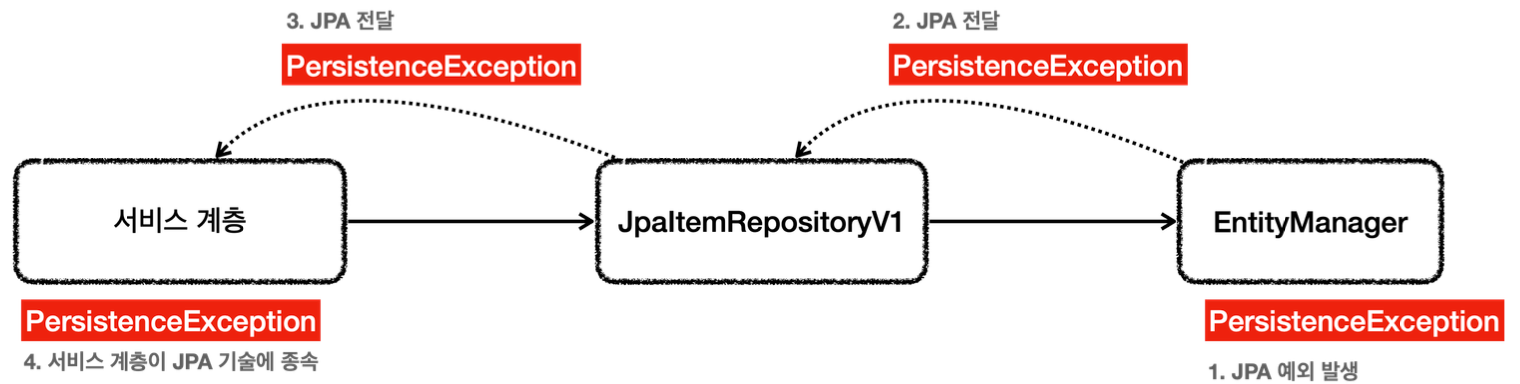 3. JPA 전달
PersistenceException
2. JPA 전달
PersistenceException
서비스 계층
JpaItemRepositoryV1
EntityManager
PersistenceException
4. 서비스 계층이 JPA 기술에 종속
PersistenceException
1. JPA 예외 발생